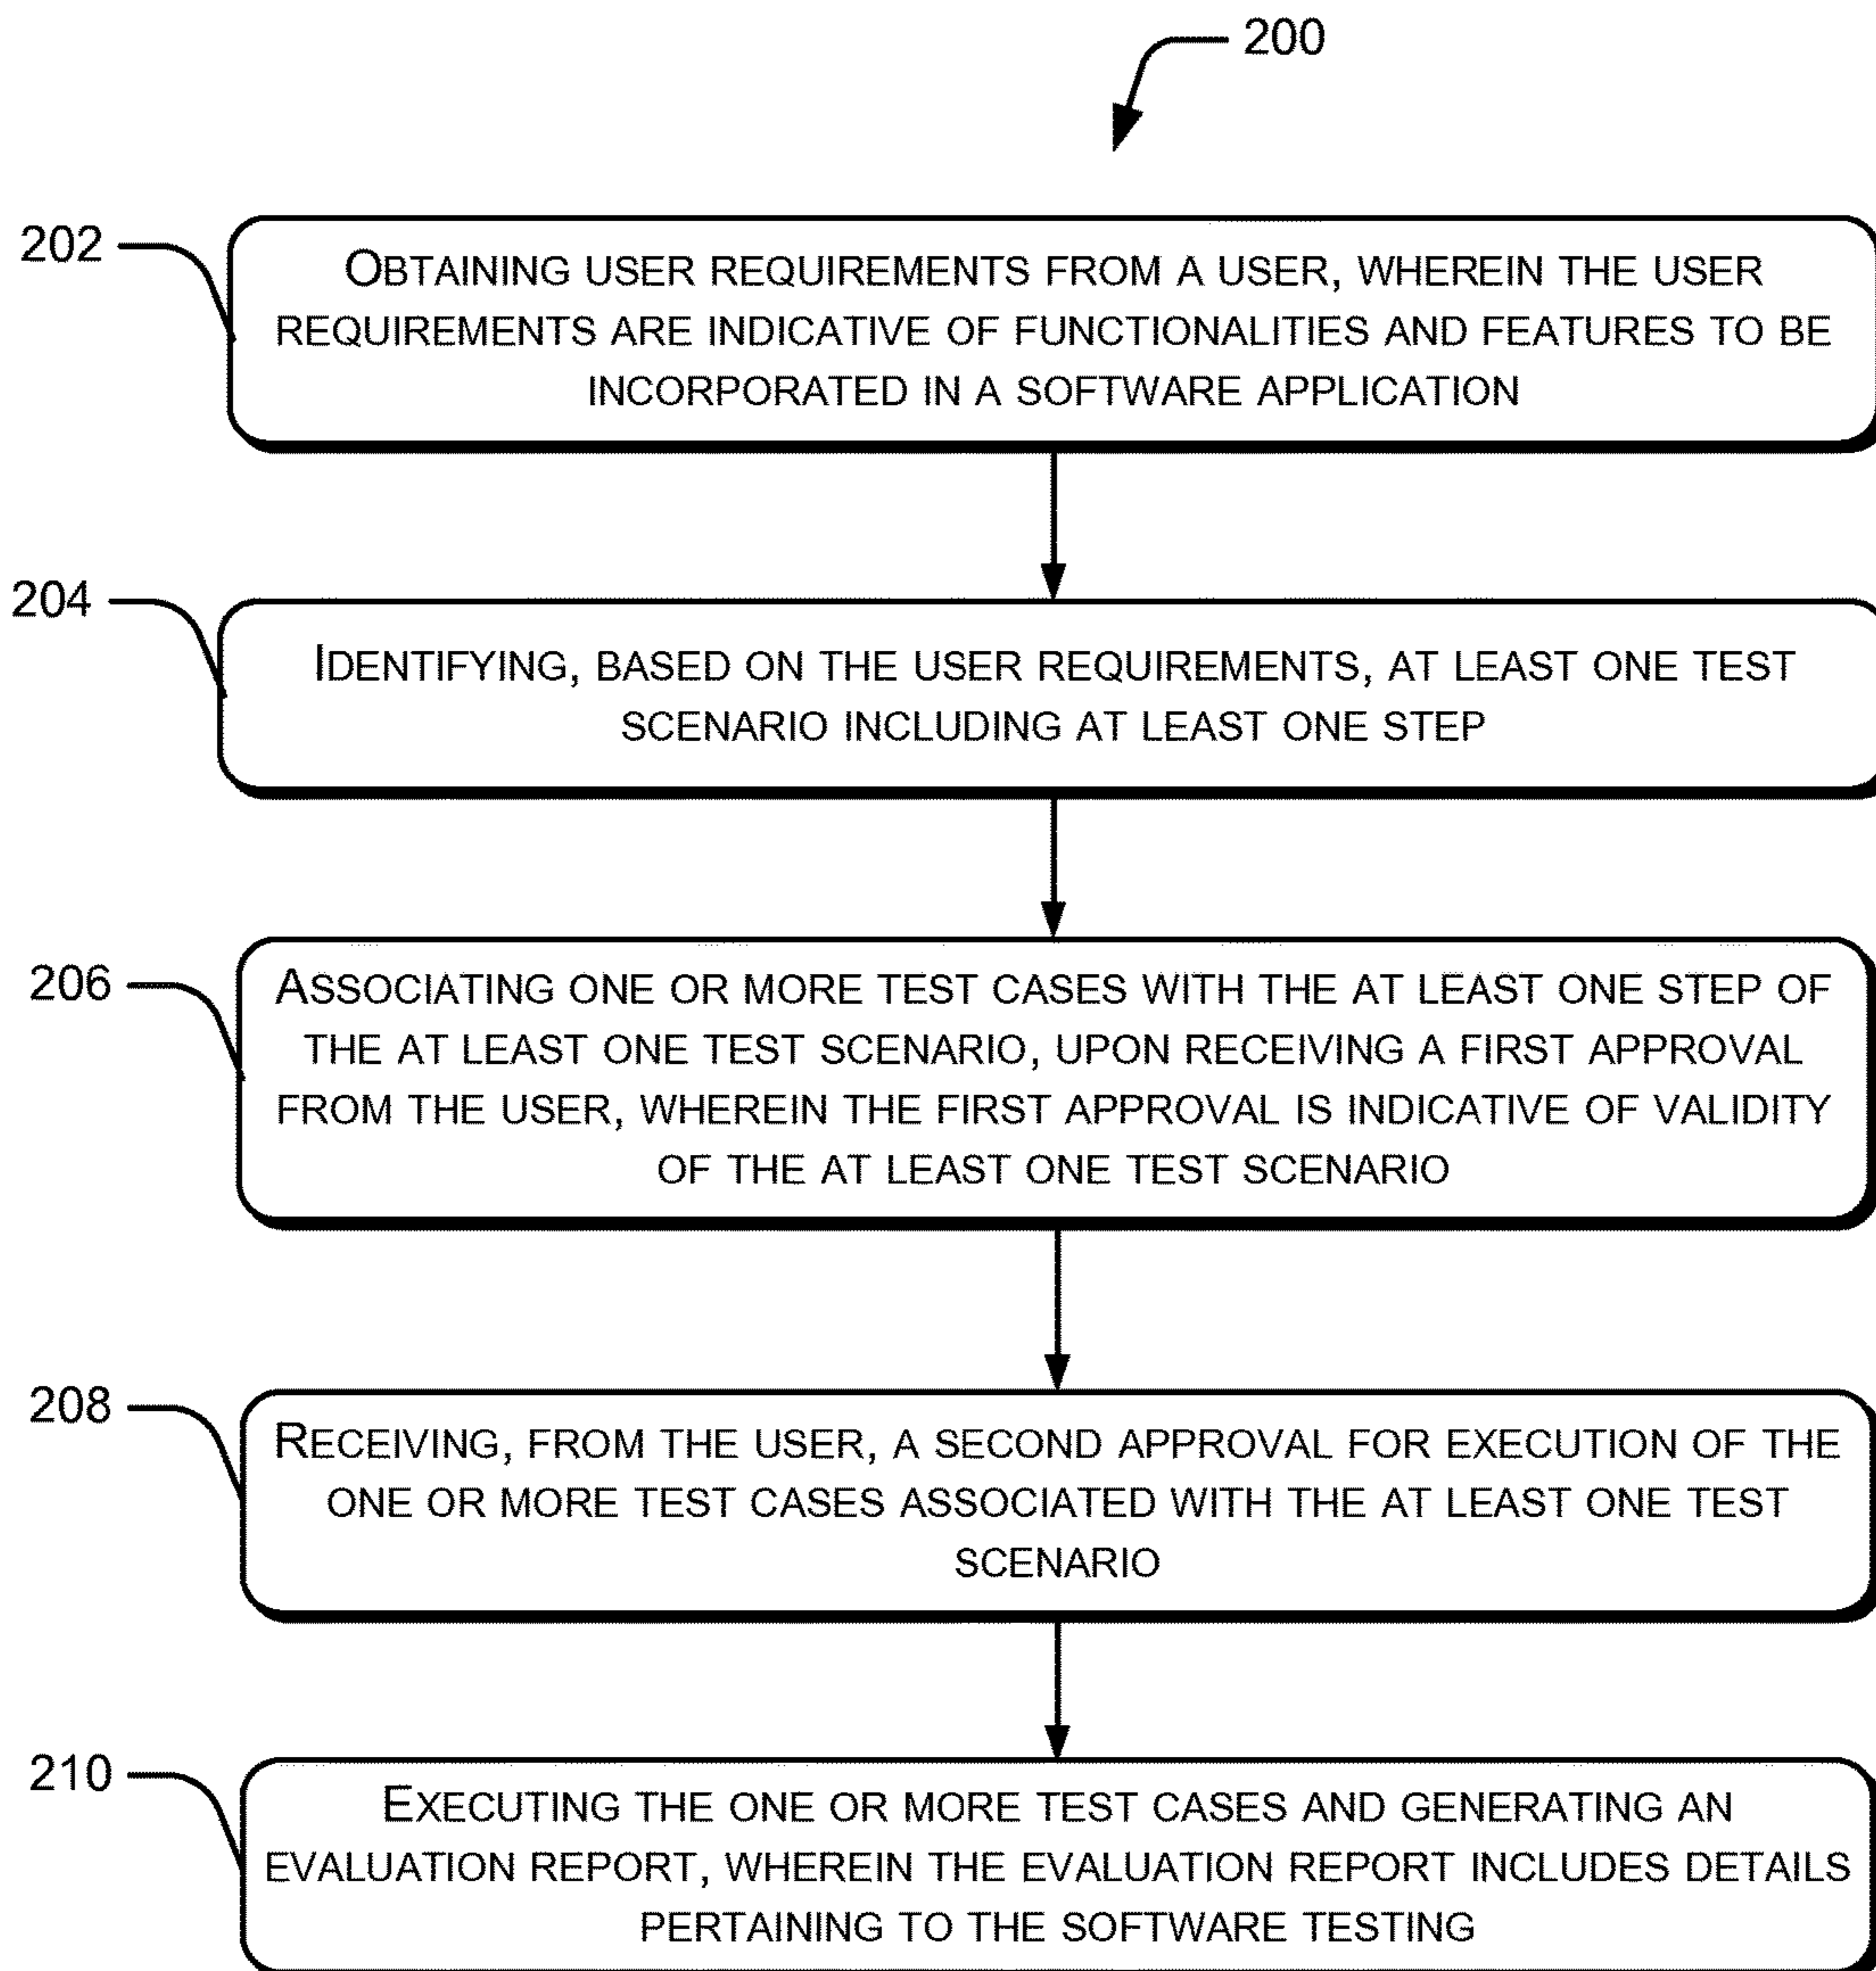 200
202
OBTAINING USER REQUIREMENTS FROM A USER, WHEREIN THE USER
REQUIREMENTS ARE INDICATIVE OF FUNCTIONALITIES AND FEATURES TO BE
INCORPORATED IN A SOFTWARE APPLICATION
204
IDENTIFYING, BASED ON THE USER REQUIREMENTS, AT LEAST ONE TEST
SCENARIO INCLUDING AT LEAST ONE STEP
206
ASSOCIATING ONE OR MORE TEST CASES WITH THE AT LEAST ONE STEP OF
THE AT LEAST ONE TEST SCENARIO, UPON RECEIVING A FIRST APPROVAL
FROM THE USER, WHEREIN THE FIRST APPROVAL IS INDICATIVE OF VALIDITY
OF THE AT LEAST ONE TEST SCENARIO
208
RECEIVING, FROM THE USER, A SECOND APPROVAL FOR EXECUTION OF THE
ONE OR MORE TEST CASES ASSOCIATED WITH THE AT LEAST ONE TEST
SCENARIO
210
EXECUTING THE ONE OR MORE TEST CASES AND GENERATING AN
EVALUATION REPORT, WHEREIN THE EVALUATION REPORT INCLUDES DETAILS
PERTAINING TO THE SOFTWARE TESTING